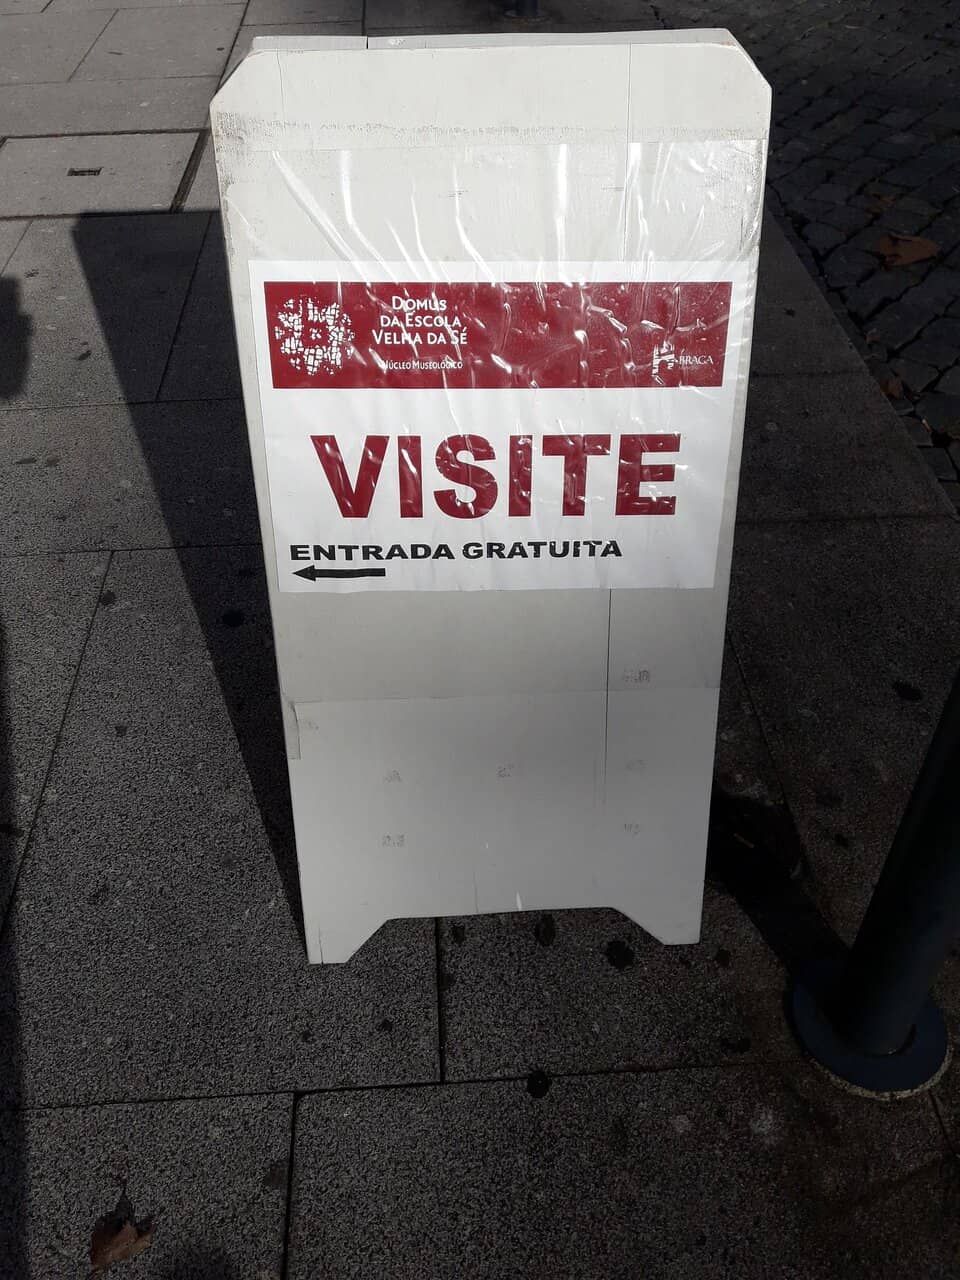 Domus
da Escola
Velha da Sé
Núcleo Museológico
BRAGA
VISITE
ENTRADA GRATUITA